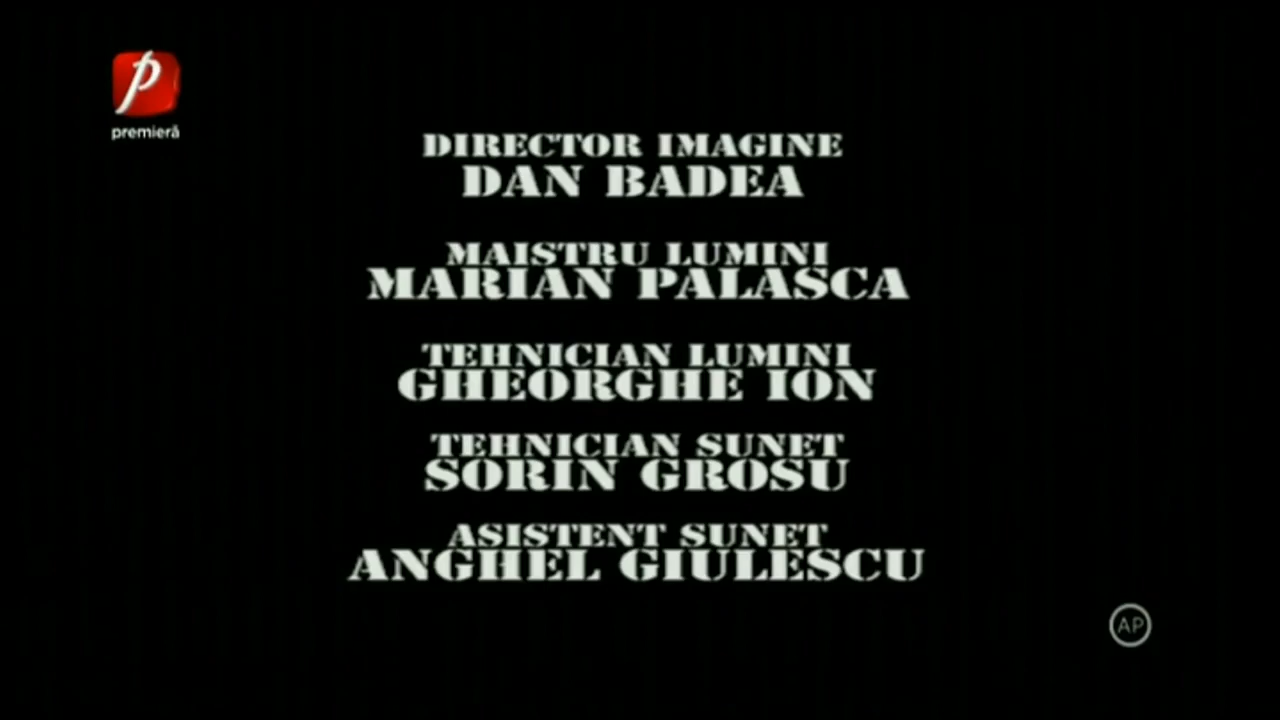 P
premieră
DIRECTOR IMAGINE
DAN BADEA
MAISTRU LUMINI
MARIAN PALASCA
TEHNICIAN LUMINI
GHEORGHE ION
TEHNICIAN SUNET
SORIN GROSU
ASISTENT SUNET
ANGHEL GIULESCU
AP